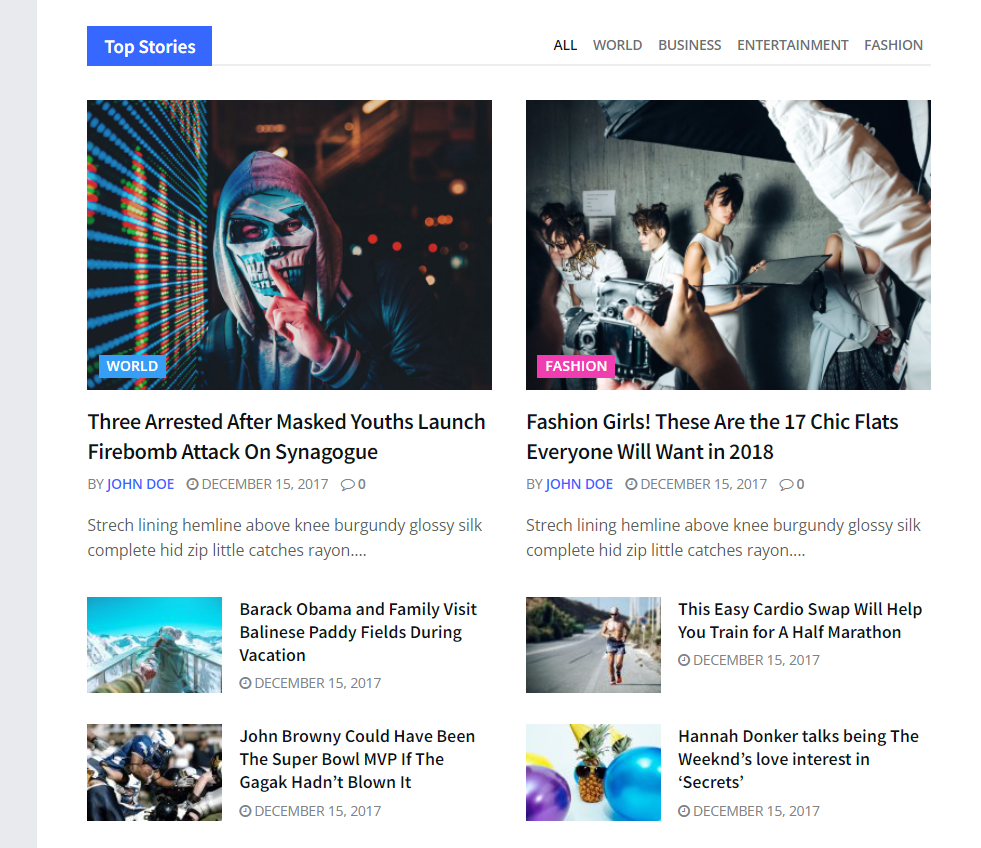 Top Stories
ALL WORLD BUSINESS ENTERTAINMENT FASHION
WORLD
Three Arrested After Masked Youths Launch
Firebomb Attack On Synagogue
BY JOHN DOE DECEMBER 15, 2017 0
Strech lining hemline above knee burgundy glossy silk
complete hid zip little catches rayon....
FASHION
Fashion Girls! These Are the 17 Chic Flats
Everyone Will Want in 2018
BY JOHN DOE DECEMBER 15, 2017 0
Strech lining hemline above knee burgundy glossy silk
complete hid zip little catches rayon....
Barack Obama and Family Visit
Balinese Paddy Fields During
Vacation
DECEMBER 15, 2017
This Easy Cardio Swap Will Help
You Train for A Half Marathon
DECEMBER 15, 2017
John Browny Could Have Been
The Super Bowl MVP If The
Gagak Hadn’t Blown It
DECEMBER 15, 2017
Hannah Donker talks being The
Weeknd’s love interest in
‘Secrets’
DECEMBER 15, 2017